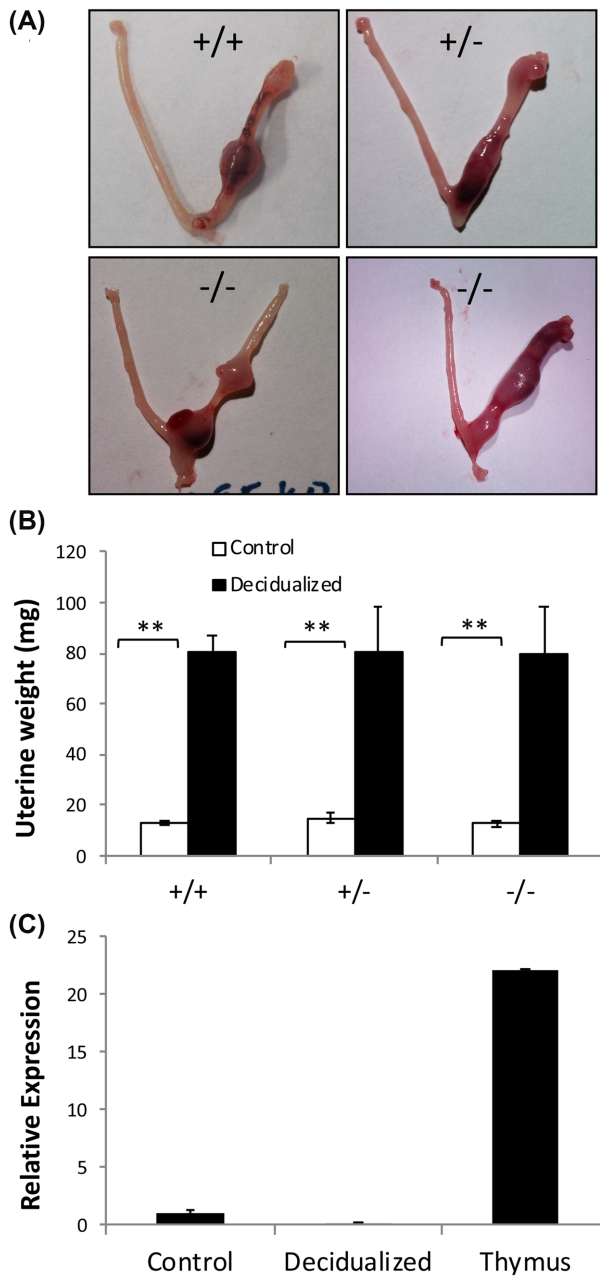 (A)
+/+
+/-
-/-
-/-
(B)
Control
Decidualized
Uterine weight (mg)
120
100
80
60
40
20
0
**
**
**
+/+
+/-
-/-
(C)
Relative Expression
25
20
15
10
5
0
Control
Decidualized
Thymus